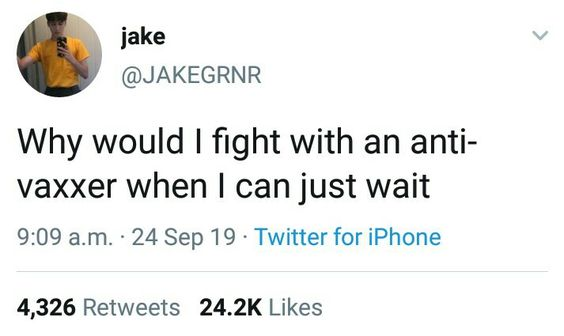 jake
@JAKEGRNR
Why would I fight with an anti-
vaxxer when I can just wait
9:09 a.m. · 24 Sep 19 · Twitter for iPhone
4,326 Retweets 24.2K Likes